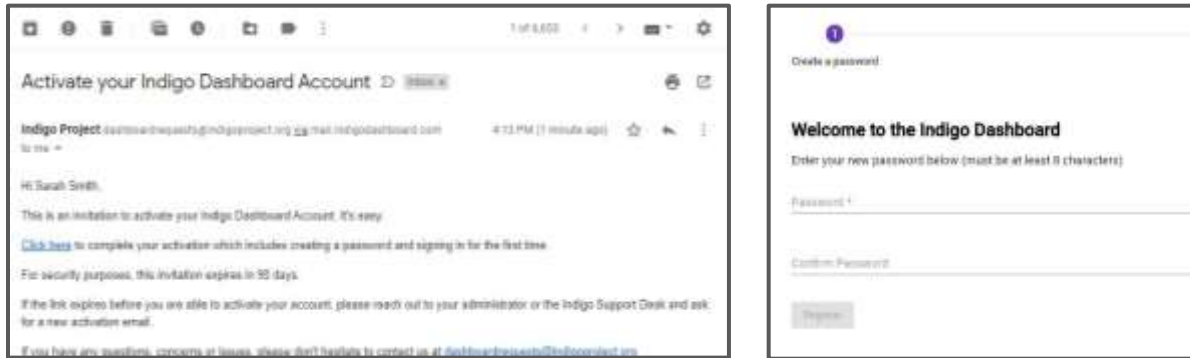 Activate your Indigo Dashboard Account
Indigo Project dashboardrequests@indigoproject.org via mail.indigodashboard.com 4:13 PM (1 minute ago)
to me
Hi Sarah Smith,
This is an invitation to activate your Indigo Dashboard Account. It's easy.
Click here to complete your activation which includes creating a password and signing in for the first time.
For security purposes, this invitation expires in days.
If the link expires before you are able to activate your account, please reach out to your administrator or the Indigo Support Desk and ask
for a new activation email.
If you have any questions, concerns or issues, please don't hesitate to contact us at dashboardrequests@indigoproject.org
1
Create a password
Welcome to the Indigo Dashboard
Enter your new password below (must be at least 8 characters)
Password *
Confirm Password
Register